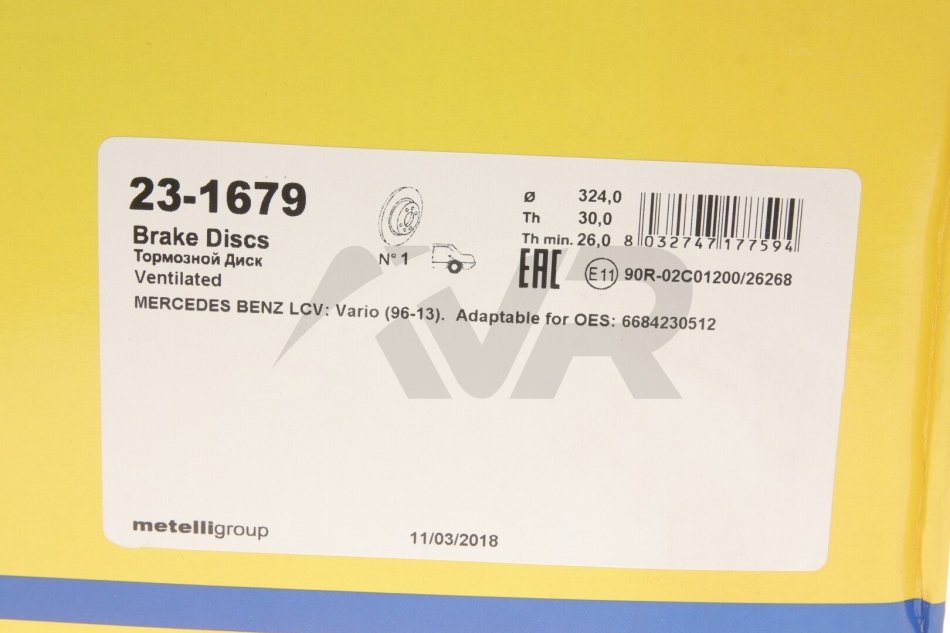 23-1679
Brake Discs
Тормозной Диск
Ventilated
N° 1
Ø 324,0
Th 30,0
Th min. 26,0
8 032747 177594
EAC
E11 90R-02C01200/26268
MERCEDES BENZ LCV: Vario (96-13). Adaptable for OES: 6684230512
metelligroup
11/03/2018